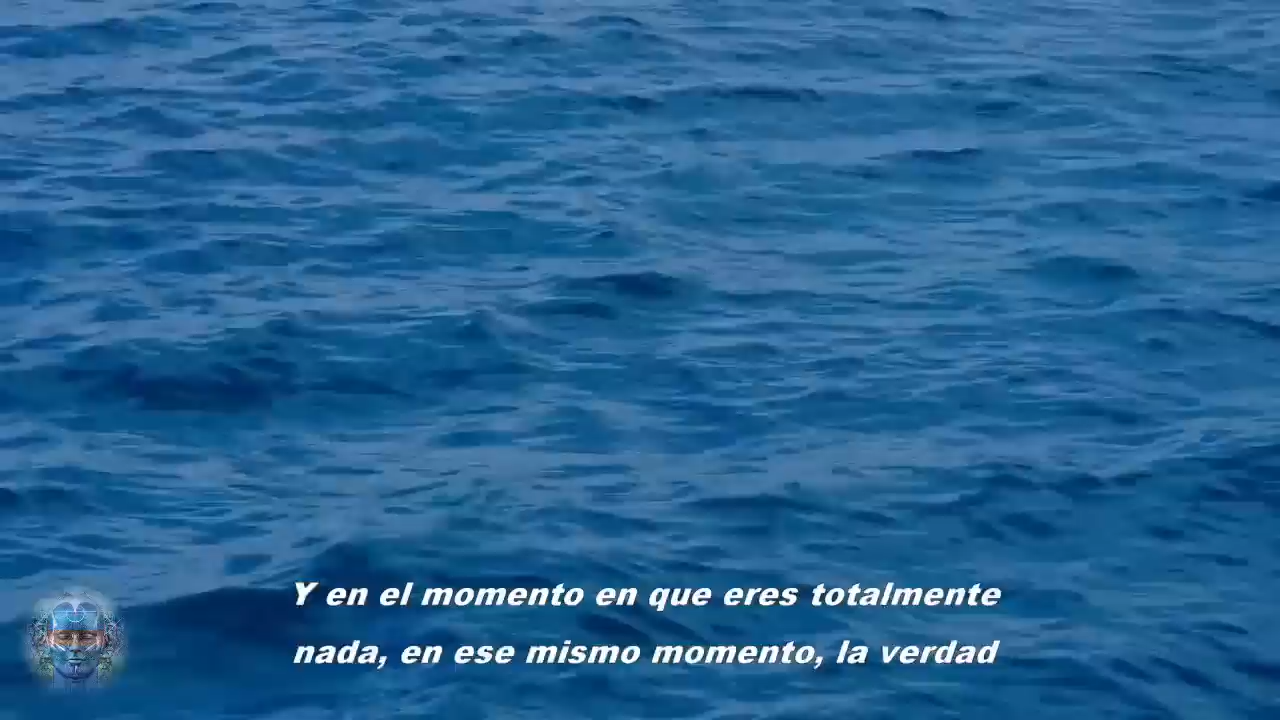 Y en el momento en que eres totalmente
nada, en ese mismo momento, la verdad